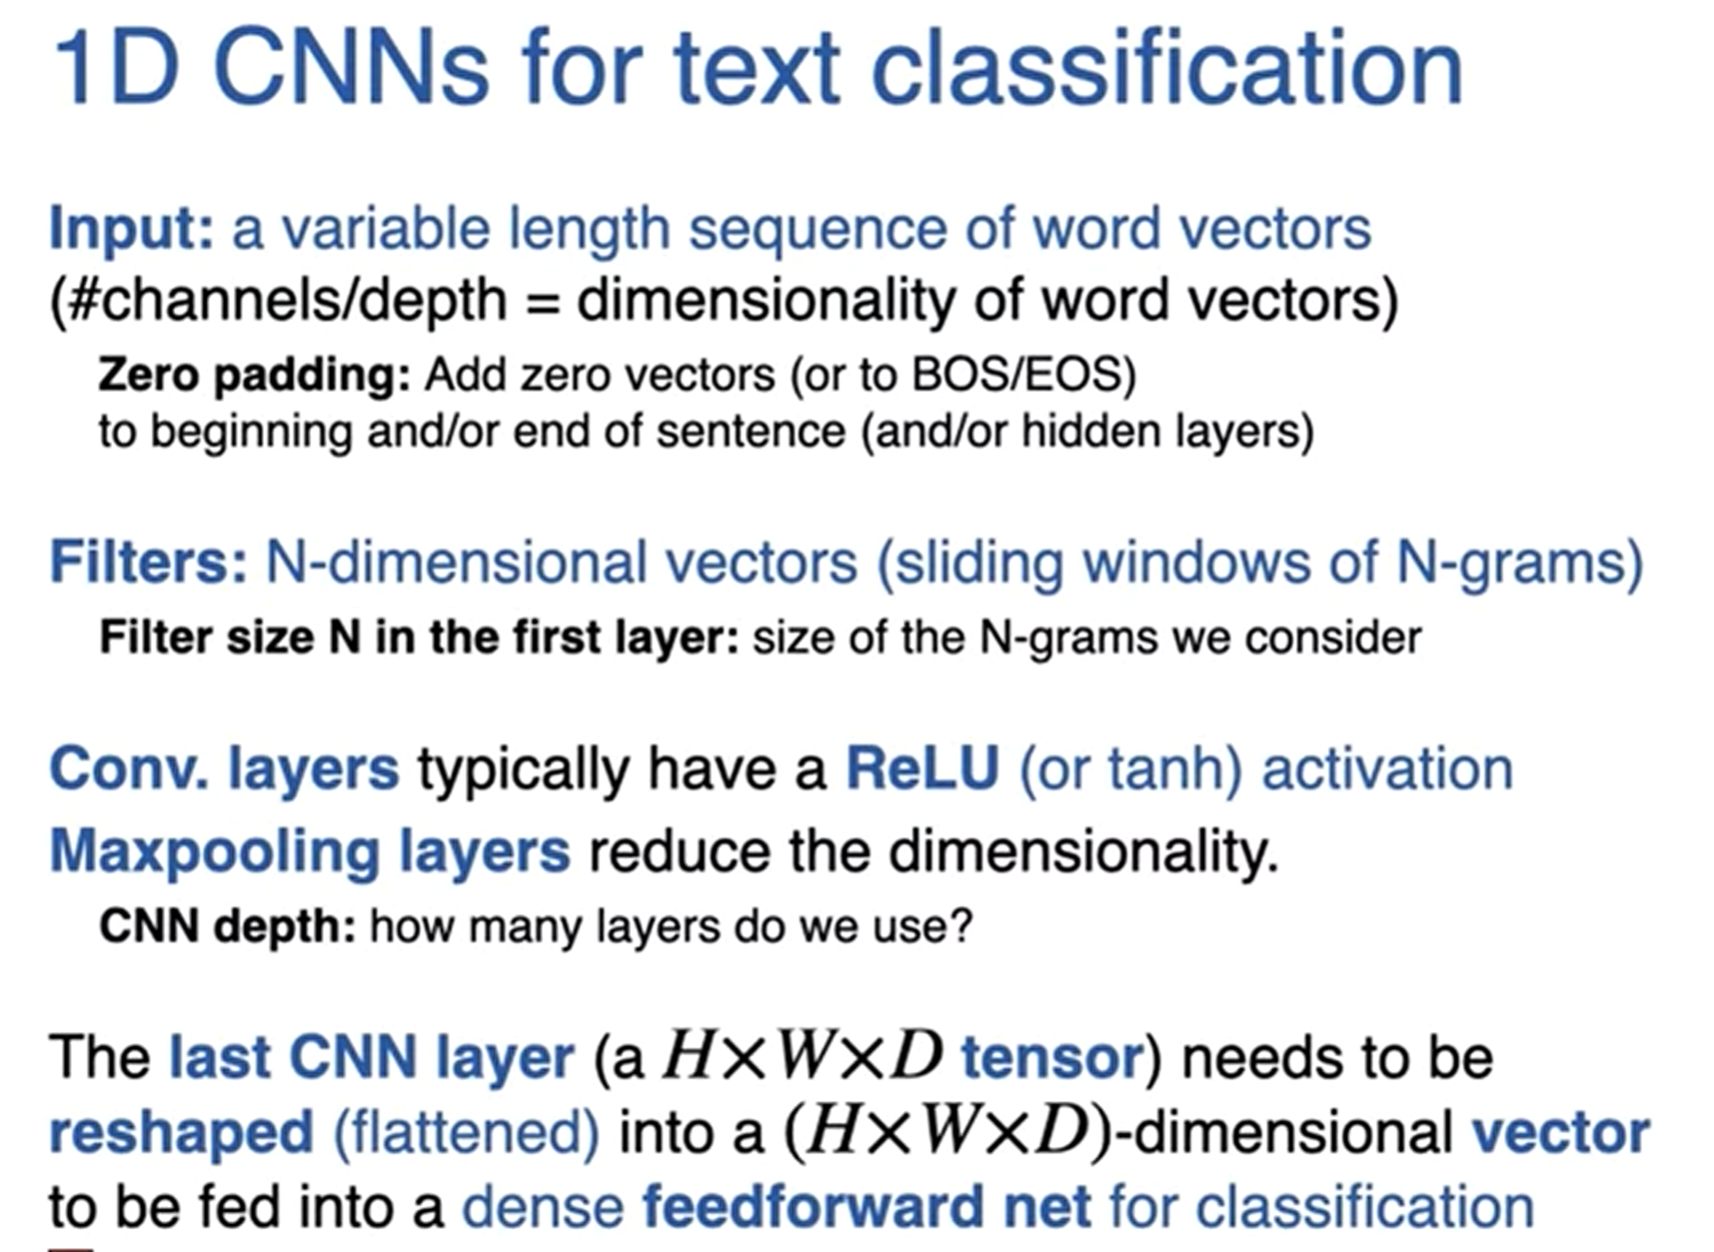 1D CNNs for text classification
Input: a variable length sequence of word vectors
(#channels/depth = dimensionality of word vectors)
Zero padding: Add zero vectors (or to BOS/EOS)
to beginning and/or end of sentence (and/or hidden layers)
Filters: N-dimensional vectors (sliding windows of N-grams)
Filter size N in the first layer: size of the N-grams we consider
Conv. layers typically have a ReLU (or tanh) activation
Maxpooling layers reduce the dimensionality.
CNN depth: how many layers do we use?
The last CNN layer (a H×W×D tensor) needs to be
reshaped (flattened) into a (H×W×D)-dimensional vector
to be fed into a dense feedforward net for classification